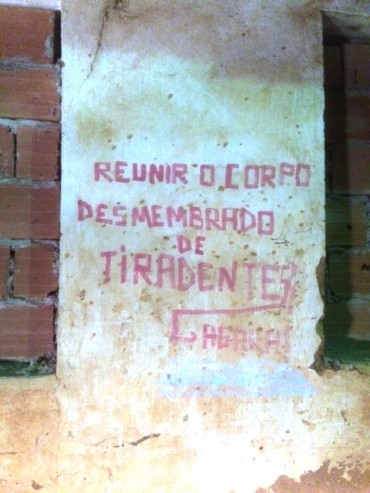 REUNIR O CORPO
DESMEMBRADO
DE
TIRADENTES
AGORA!